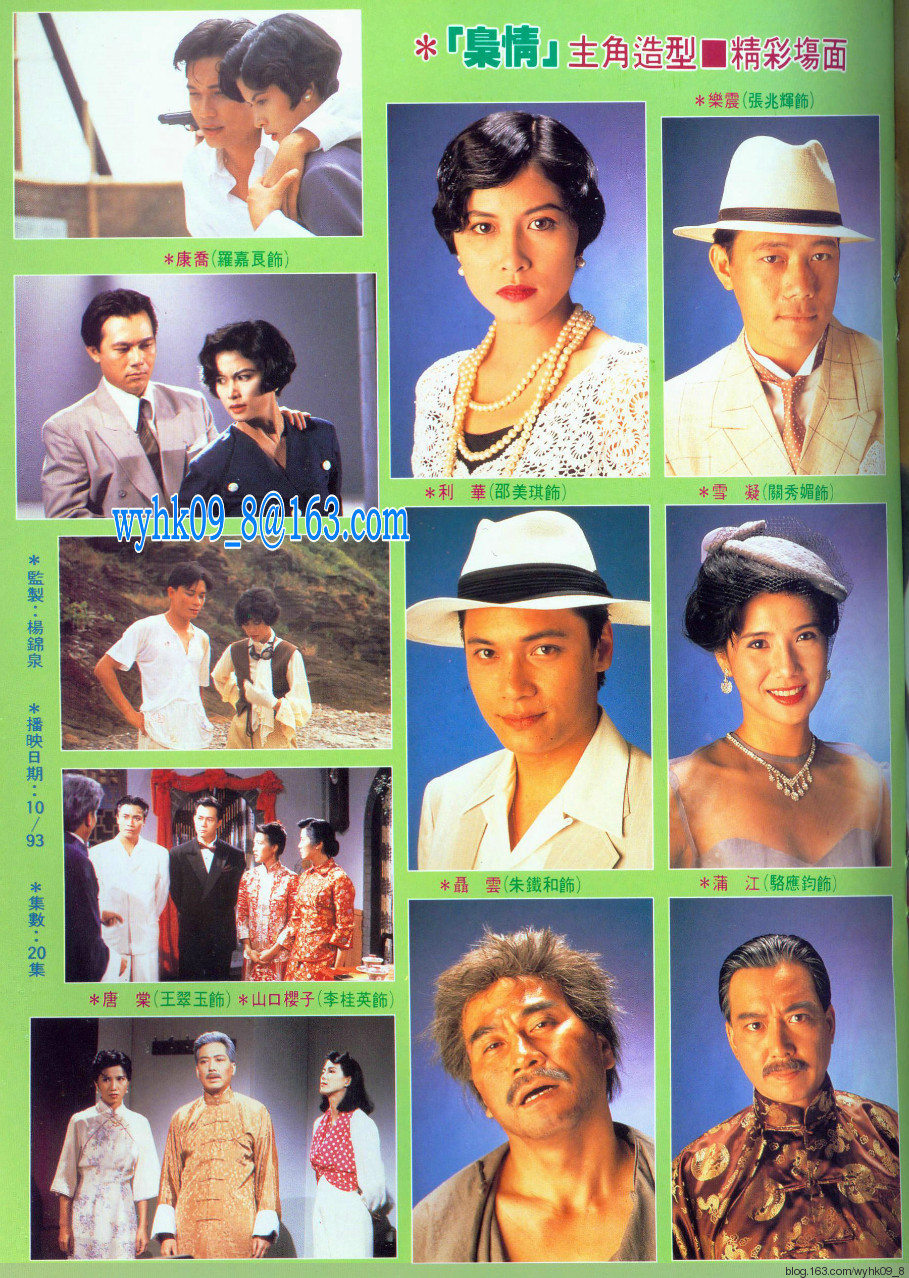 ＊「梟情」主角造型■精彩場面
＊樂震(張兆輝飾)
＊康喬(羅嘉良飾)
＊利　華(邵美琪飾)
＊雪　凝(關秀媚飾)
wyhk09_8@163.com
＊監製：楊錦泉　＊播映日期：10／93　＊集數：20集
＊聶　雲(朱鐵和飾)
＊蒲　江(駱應鈞飾)
＊唐　棠(王翠玉飾)＊山口櫻子(李桂英飾)
blog.163.com/wyhk09_8